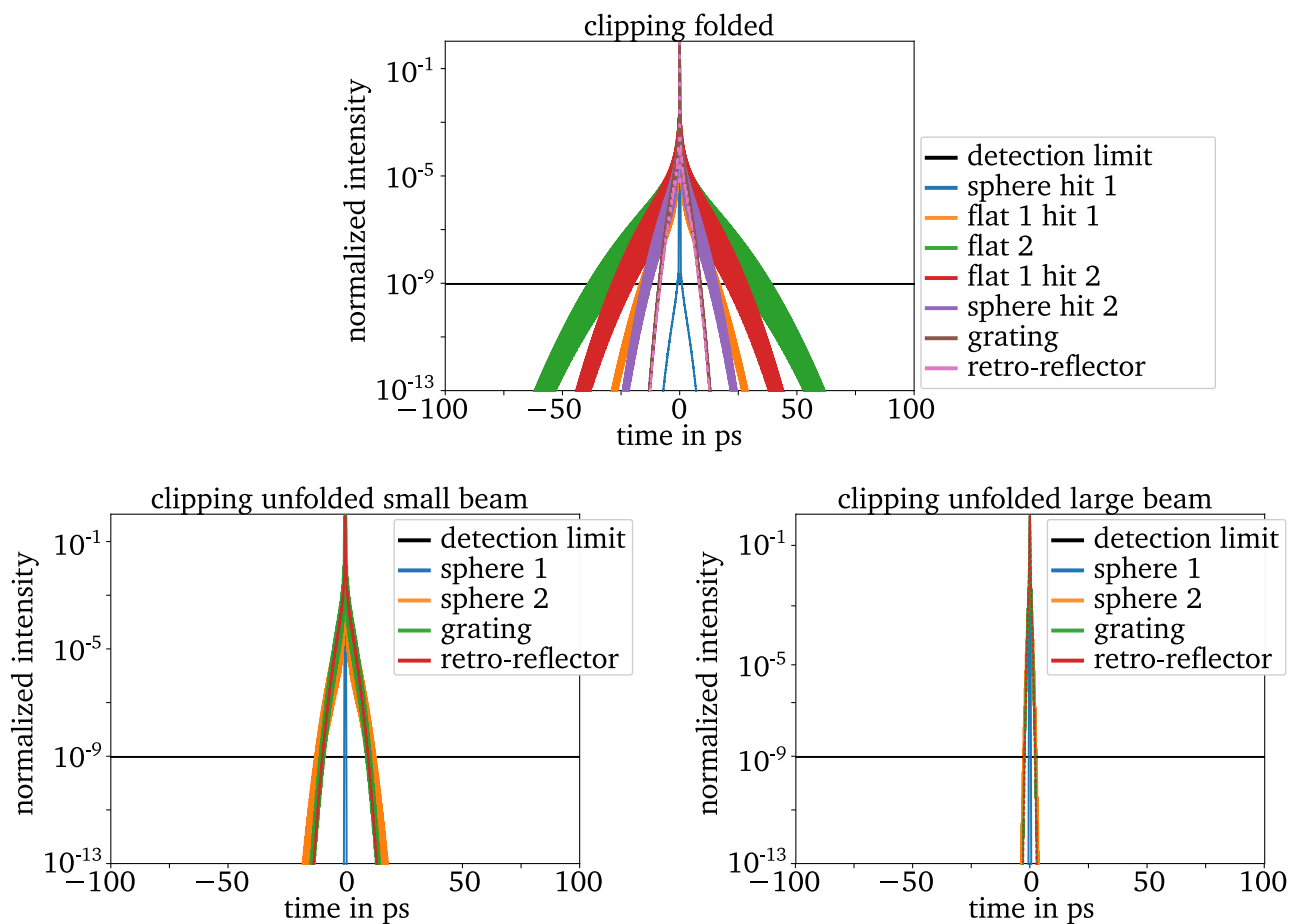 clipping folded
normalized intensity
10-1
10-5
10-9
10-13
−100
−50
0
50
100
time in ps
detection limit
sphere hit 1
flat 1 hit 1
flat 2
flat 1 hit 2
sphere hit 2
grating
retro-reflector
clipping unfolded small beam
normalized intensity
10-1
10-5
10-9
10-13
−100
−50
0
50
100
time in ps
detection limit
sphere 1
sphere 2
grating
retro-reflector
clipping unfolded large beam
normalized intensity
10-1
10-5
10-9
10-13
−100
−50
0
50
100
time in ps
detection limit
sphere 1
sphere 2
grating
retro-reflector